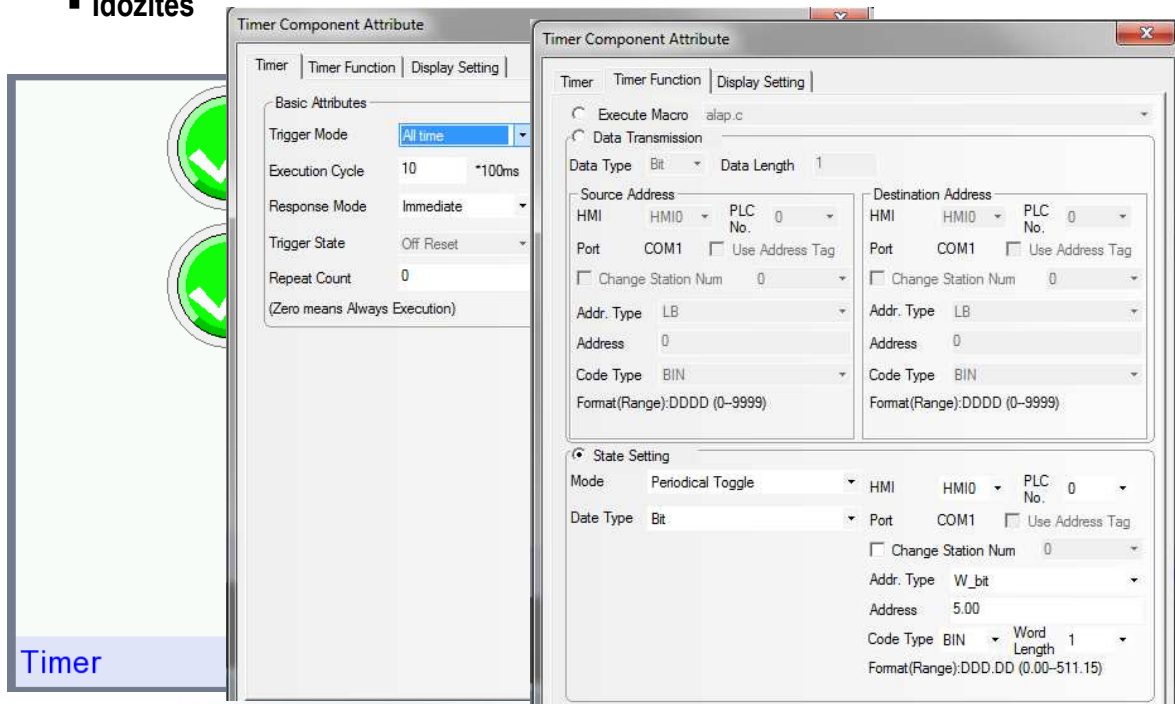 ▪ Időzítés
Timer Component Attribute
Timer Timer Function Display Setting
Basic Attributes
Trigger Mode All time
Execution Cycle 10 *100ms
Response Mode Immediate
Trigger State Off Reset
Repeat Count 0
(Zero means Always Execution)
Timer
Timer Component Attribute
Timer Timer Function Display Setting
Execute Macro alap.c
Data Transmission
Data Type Bit Data Length 1
Source Address
HMI HMI0 PLC No. 0
Port COM1 Use Address Tag
Change Station Num 0
Addr. Type LB
Address 0
Code Type BIN
Format(Range):DDDD (0--9999)
Destination Address
HMI HMI0 PLC No. 0
Port COM1 Use Address Tag
Change Station Num 0
Addr. Type LB
Address 0
Code Type BIN
Format(Range):DDDD (0--9999)
State Setting
Mode Periodical Toggle
Date Type Bit
HMI HMI0 PLC No. 0
Port COM1 Use Address Tag
Change Station Num 0
Addr. Type W_bit
Address 5.00
Code Type BIN Word Length 1
Format(Range):DDD.DD (0.00--511.15)